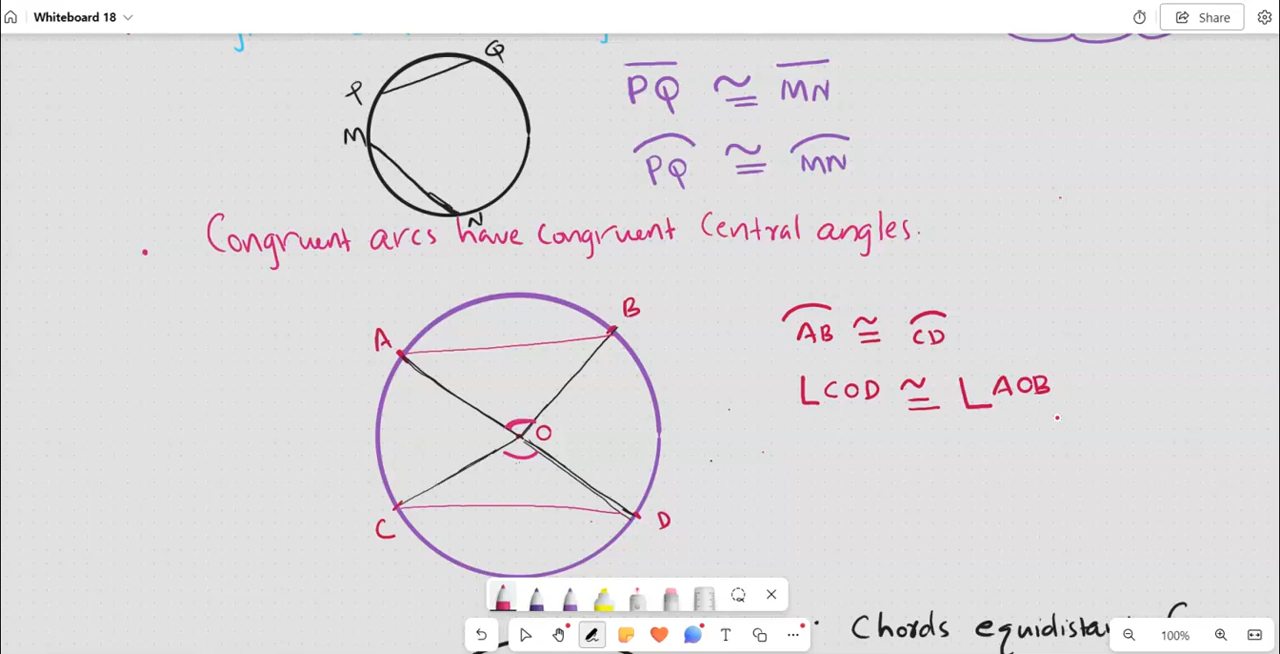 Whiteboard 18
Share
Q
P
M
N
PQ ≅ MN
PQ ≅ MN
. Congruent arcs have congruent Central angles.
A
B
O
C
D
AB ≅ CD
∠COD ≅ ∠AOB
T
. Chords
100%